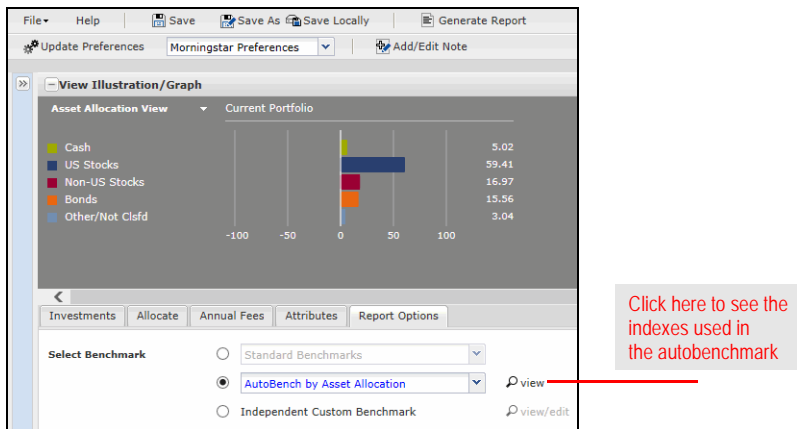 File Help Save Save As Save Locally Generate Report
Update Preferences Morningstar Preferences Add/Edit Note
View Illustration/Graph
Asset Allocation View Current Portfolio
Cash 5.02
US Stocks 59.41
Non-US Stocks 16.97
Bonds 15.56
Other/Not Clsfd 3.04
-100 -50 0 50 100
Investments Allocate Annual Fees Attributes Report Options
Select Benchmark Standard Benchmarks
AutoBench by Asset Allocation view
Independent Custom Benchmark view/edit
Click here to see the
indexes used in
the autobenchmark